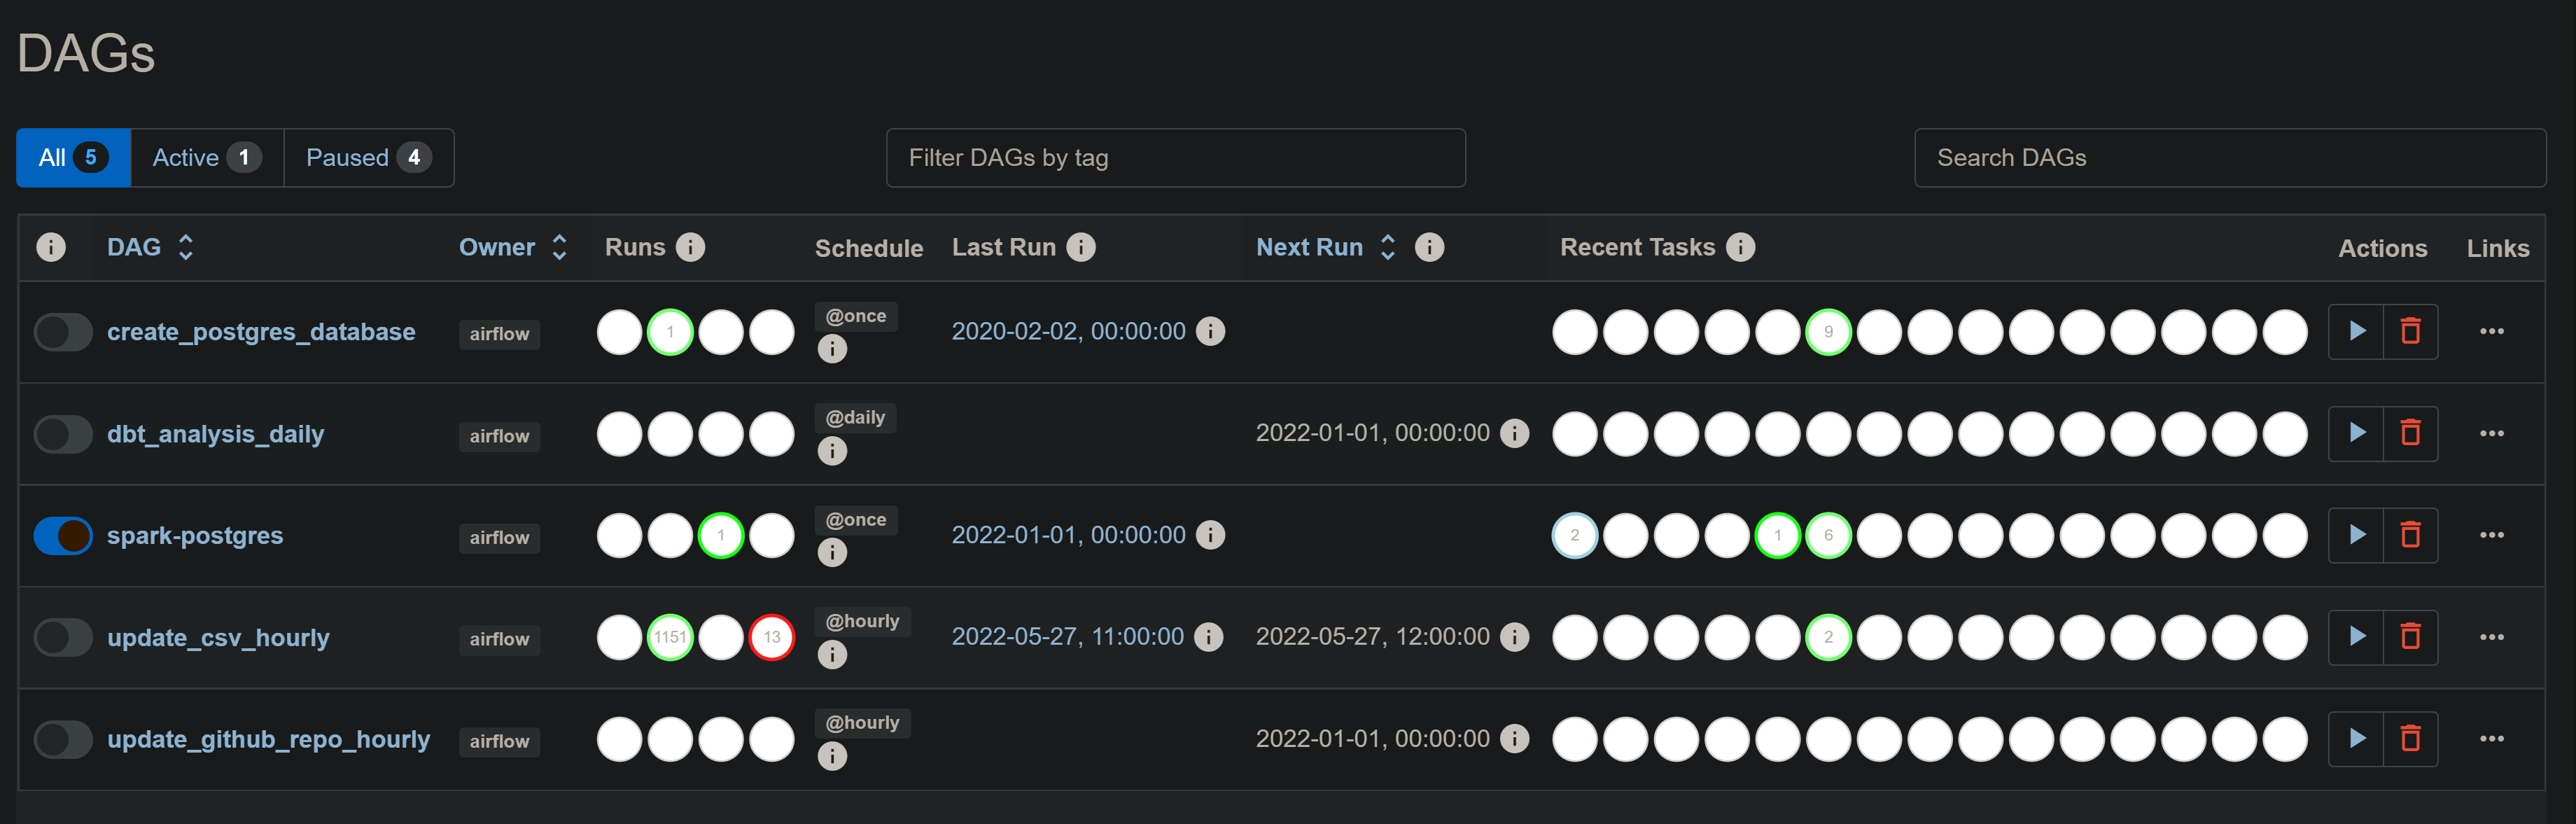 DAGs
All 5 Active 1 Paused 4 Filter DAGs by tag Search DAGs
DAG Owner Runs Schedule Last Run Next Run Recent Tasks Actions Links
create_postgres_database airflow 1 @once 2020-02-02, 00:00:00 9
dbt_analysis_daily airflow @daily 2022-01-01, 00:00:00
spark-postgres airflow 1 @once 2022-01-01, 00:00:00 2 1 6
update_csv_hourly airflow 1151 13 @hourly 2022-05-27, 11:00:00 2022-05-27, 12:00:00 2
update_github_repo_hourly airflow @hourly 2022-01-01, 00:00:00